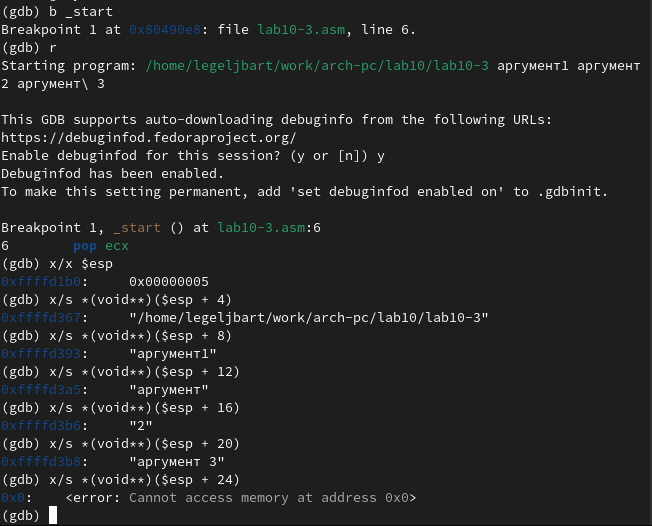 (gdb) b _start
Breakpoint 1 at 0x80490e8: file lab10-3.asm, line 6.
(gdb) r
Starting program: /home/legeljbart/work/arch-pc/lab10/lab10-3 аргумент1 аргумент
2 аргумент\ 3
This GDB supports auto-downloading debuginfo from the following URLs:
https://debuginfod.fedoraproject.org/
Enable debuginfod for this session? (y or [n]) y
Debuginfod has been enabled.
To make this setting permanent, add 'set debuginfod enabled on' to .gdbinit.
Breakpoint 1, _start () at lab10-3.asm:6
6 pop ecx
(gdb) x/x $esp
0xffffd1b0: 0x00000005
(gdb) x/s *(void**)($esp + 4)
0xffffd367: "/home/legeljbart/work/arch-pc/lab10/lab10-3"
(gdb) x/s *(void**)($esp + 8)
0xffffd393: "аргумент1"
(gdb) x/s *(void**)($esp + 12)
0xffffd3a5: "аргумент"
(gdb) x/s *(void**)($esp + 16)
0xffffd3b6: "2"
(gdb) x/s *(void**)($esp + 20)
0xffffd3b8: "аргумент 3"
(gdb) x/s *(void**)($esp + 24)
0x0: <error: Cannot access memory at address 0x0>
(gdb)